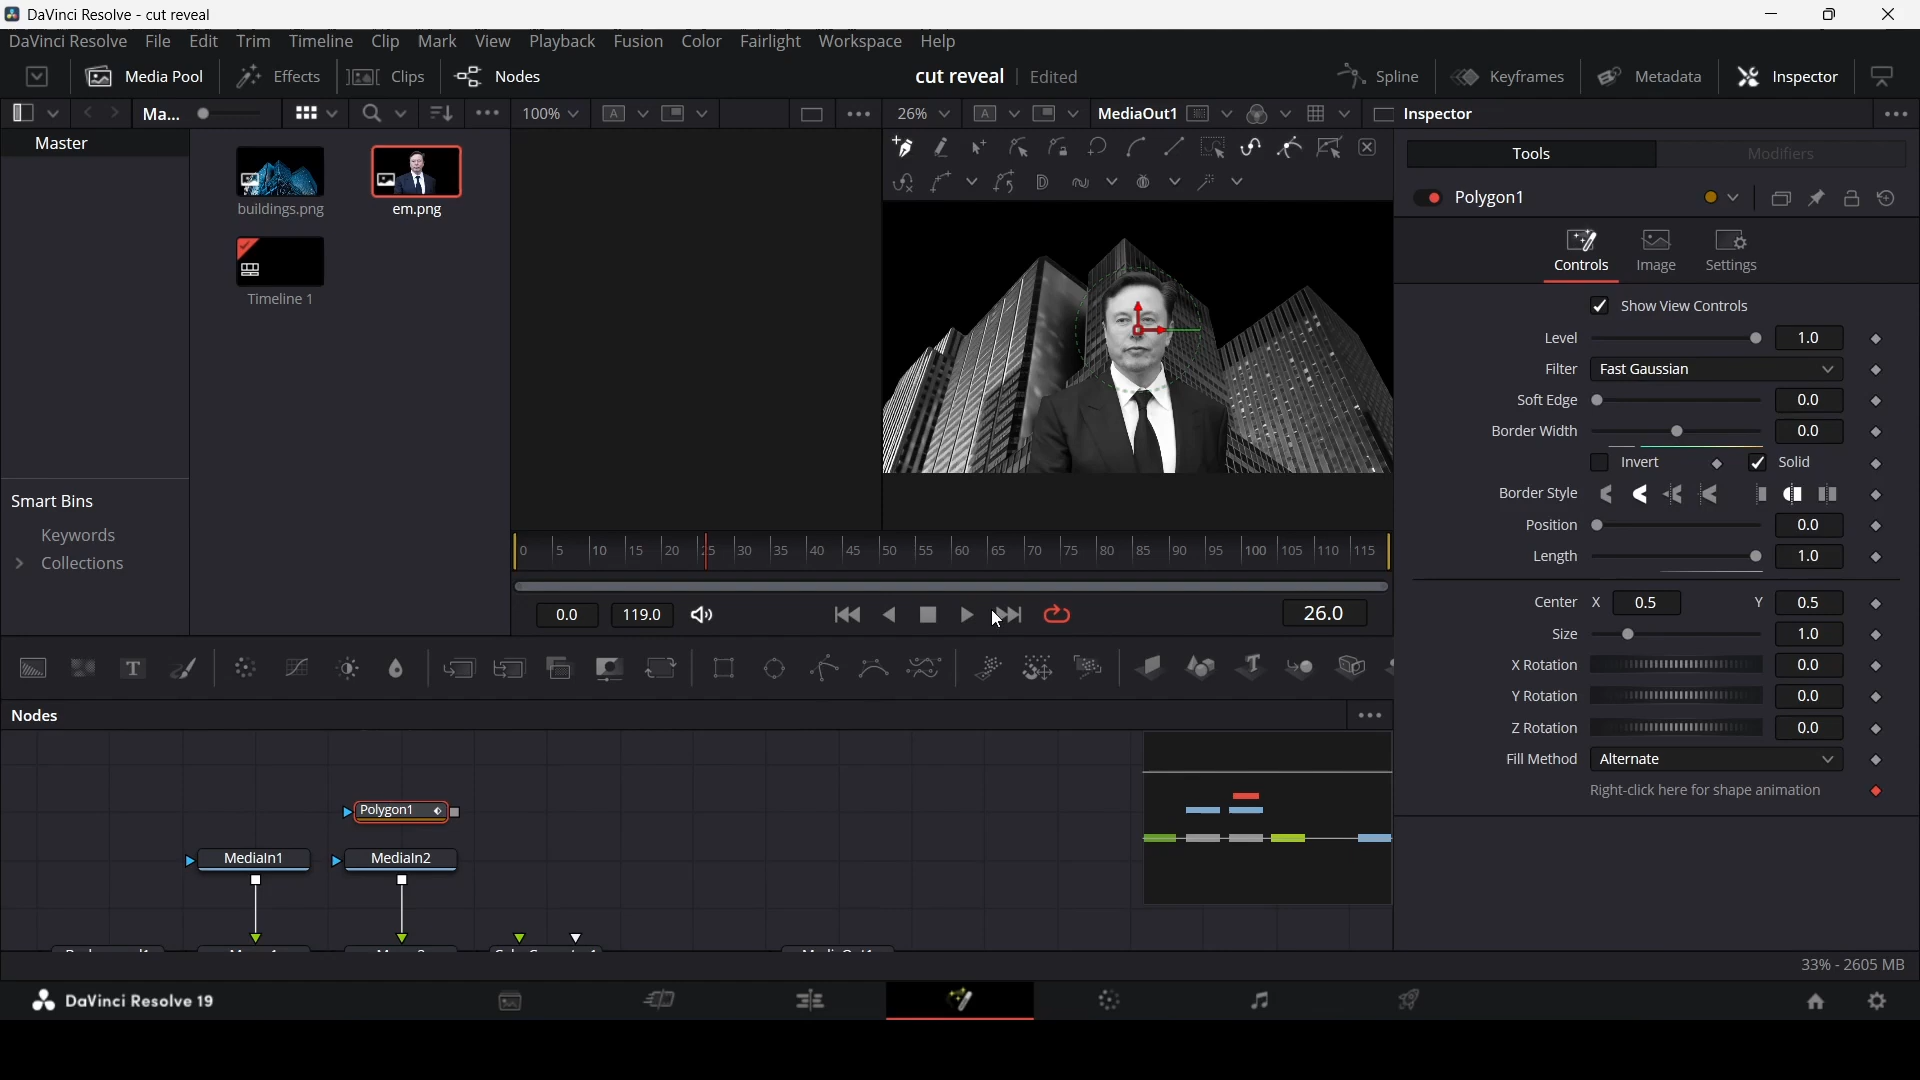 DaVinci Resolve - cut reveal
DaVinci Resolve File Edit Trim Timeline Clip Mark View Playback Fusion Color Fairlight Workspace Help
Media Pool Effects Clips Nodes cut reveal Edited Spline Keyframes Metadata Inspector
Ma... 100% A 26% A MediaOut1 Inspector
Master
buildings.png
em.png
Timeline 1
Smart Bins
Keywords
Collections
Tools Modifiers
Polygon1
Controls Image Settings
Show View Controls
Level 1.0
Filter Fast Gaussian
Soft Edge 0.0
Border Width 0.0
Invert Solid
Border Style
Position 0.0
Length 1.0
Center X 0.5 Y 0.5
Size 1.0
X Rotation 0.0
Y Rotation 0.0
Z Rotation 0.0
Fill Method Alternate
Right-click here for shape animation
0 5 10 15 20 25 30 35 40 45 50 55 60 65 70 75 80 85 90 95 100 105 110 115
0.0 119.0 26.0
Nodes
Polygon1
MediaIn1 MediaIn2
33% - 2605 MB
DaVinci Resolve 19